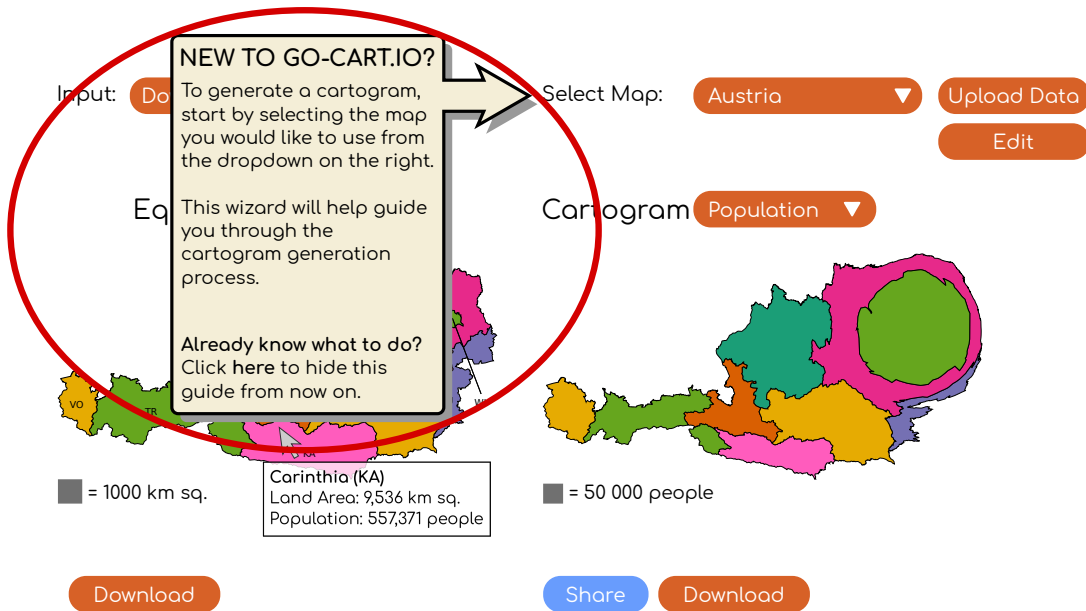 NEW TO GO-CART.IO?
To generate a cartogram,
start by selecting the map
you would like to use from
the dropdown on the right.
This wizard will help guide
you through the
cartogram generation
process.
Already know what to do?
Click here to hide this
guide from now on.
Input:
Do
Select Map:
Austria
Upload Data
Edit
Eq
Cartogram
Population
VO
TR
KA
W
Carinthia (KA)
Land Area: 9,536 km sq.
Population: 557,371 people
= 1000 km sq.
= 50 000 people
Download
Share
Download